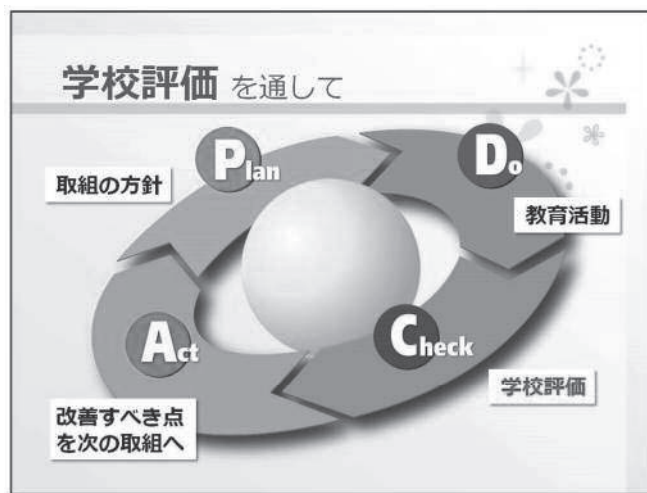 学校評価 を通して
Plan
取組の方針
Do
教育活動
Check
学校評価
Act
改善すべき点
を次の取組へ